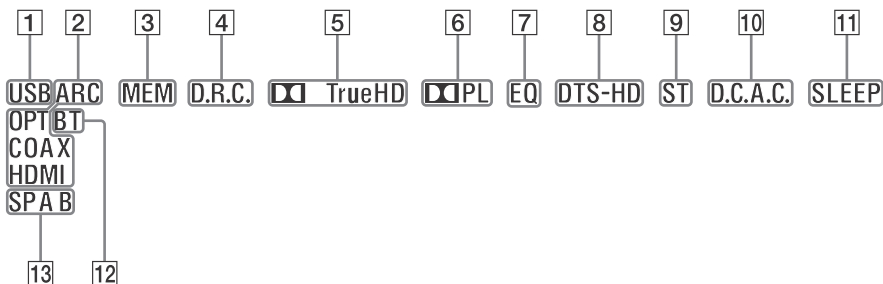 1 2 3 4 5 6 7 8 9 10 11
USB ARC MEM D.R.C. TrueHD PL EQ DTS-HD ST D.C.A.C. SLEEP
OPT BT
COAX
HDMI
SP A B
13 12